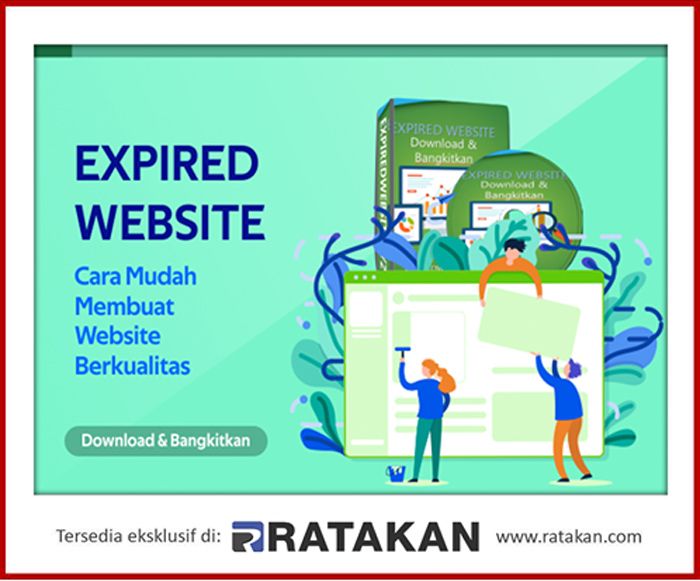 EXPIRED
WEBSITE
Cara Mudah
Membuat
Website
Berkualitas
Download & Bangkitkan
EXPIRED WEBSITE
Download &
Bangkitkan
EXPIRED WEBSITE
Download &
Bangkitkan
Tersedia eksklusif di: RATAKAN www.ratakan.com